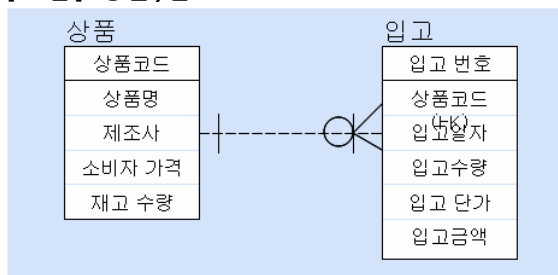 상품
상품코드
상품명
제조사
소비자 가격
재고 수량
입고
입고 번호
상품코드
(FK)
입고일자
입고수량
입고 단가
입고금액